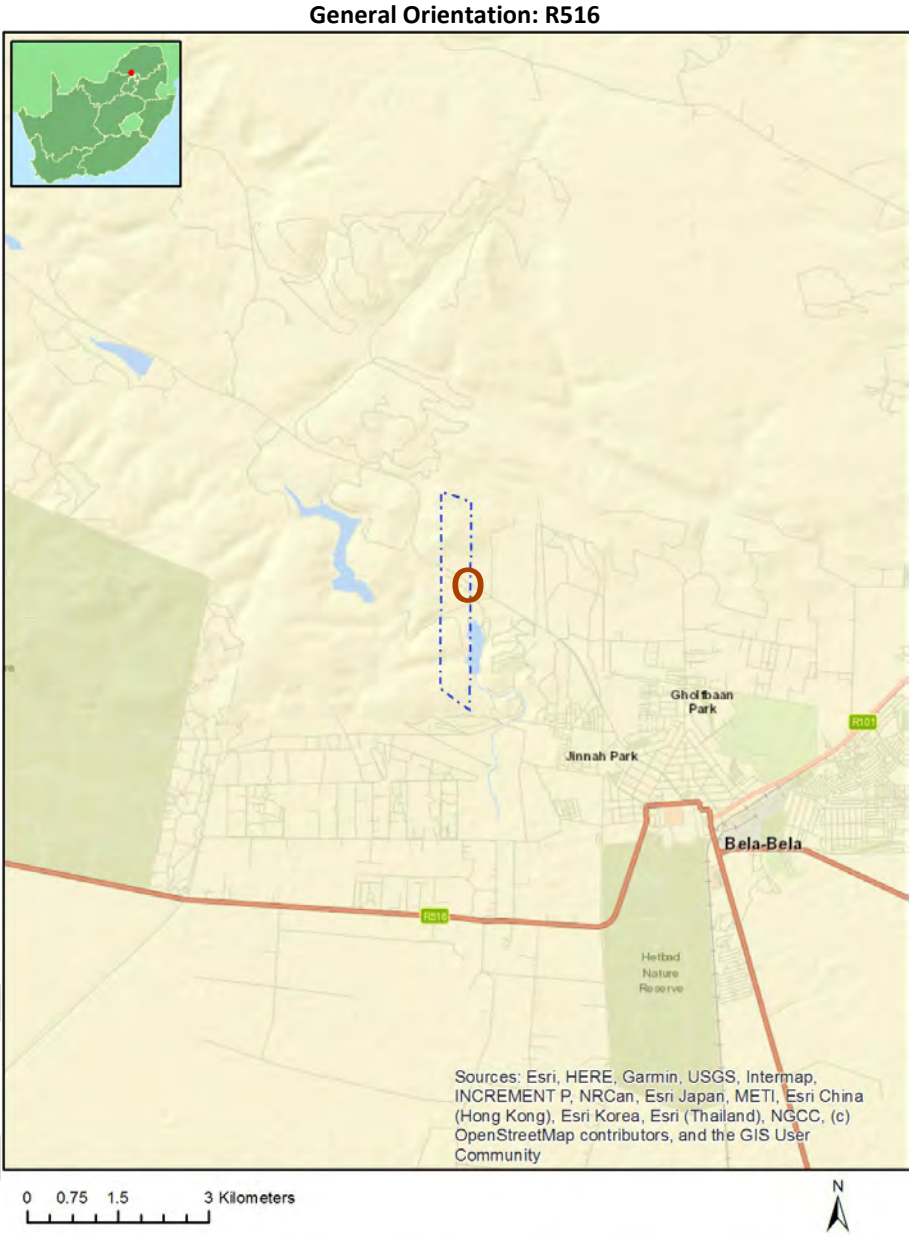 General Orientation: R516
O
Gholfbaan
Park
R101
Jinnah Park
Bela-Bela
R516
Hetbad
Nature
Reserve
Sources: Esri, HERE, Garmin, USGS, Intermap,
INCREMENT P, NRCan, Esri Japan, METI, Esri China
(Hong Kong), Esri Korea, Esri (Thailand), NGCC, (c)
OpenStreetMap contributors, and the GIS User
Community
0 0.75 1.5 3 Kilometers
N